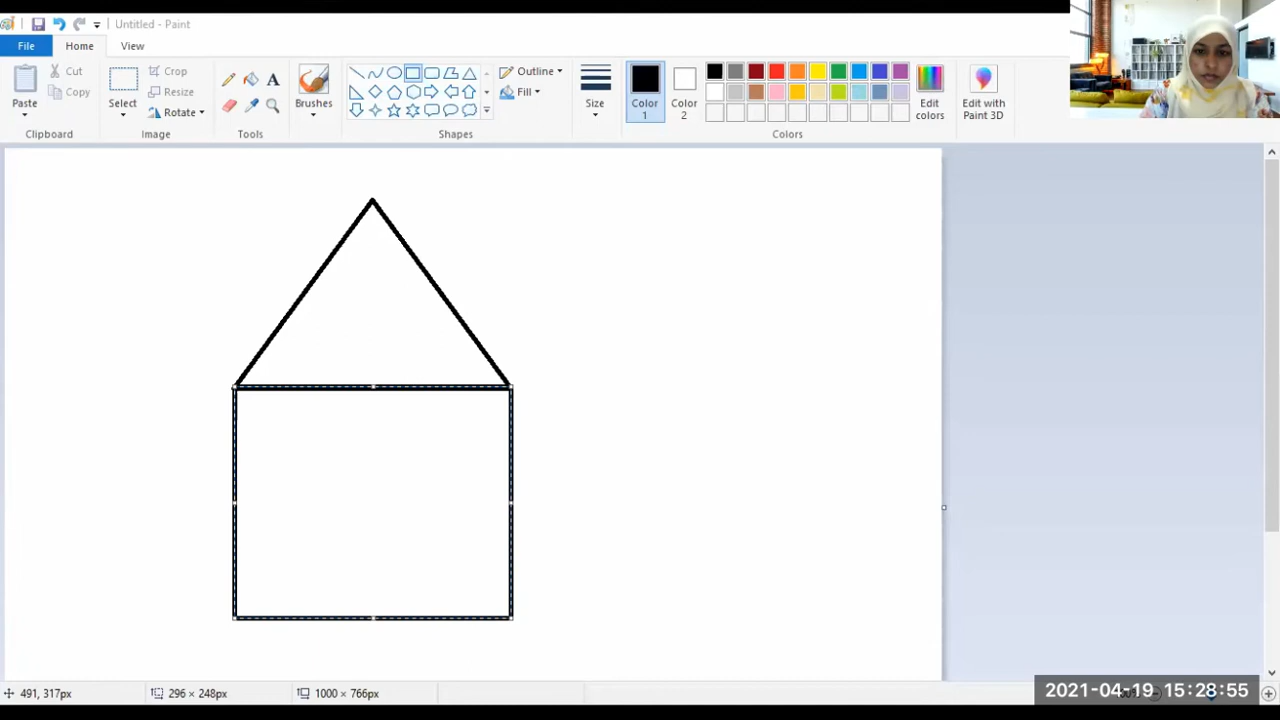 Untitled - Paint
File Home View
Paste
Cut
Copy
Clipboard
Select
Crop
Resize
Rotate
Image
A
Tools
Brushes
Outline
Fill
Shapes
Size
Color 1
Color 2
Edit colors
Colors
Edit with Paint 3D
491, 317px
296 × 248px
1000 × 766px
2021-04-19 15:28:55